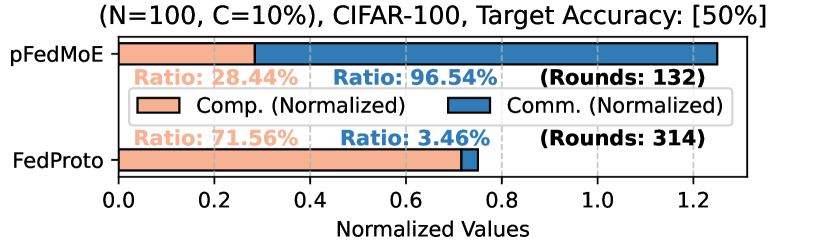 (N=100, C=10%), CIFAR-100, Target Accuracy: [50%]
pFedMoE
Ratio: 28.44% Ratio: 96.54% (Rounds: 132)
Comp. (Normalized) Comm. (Normalized)
Ratio: 71.56% Ratio: 3.46% (Rounds: 314)
FedProto
0.0 0.2 0.4 0.6 0.8 1.0 1.2
Normalized Values